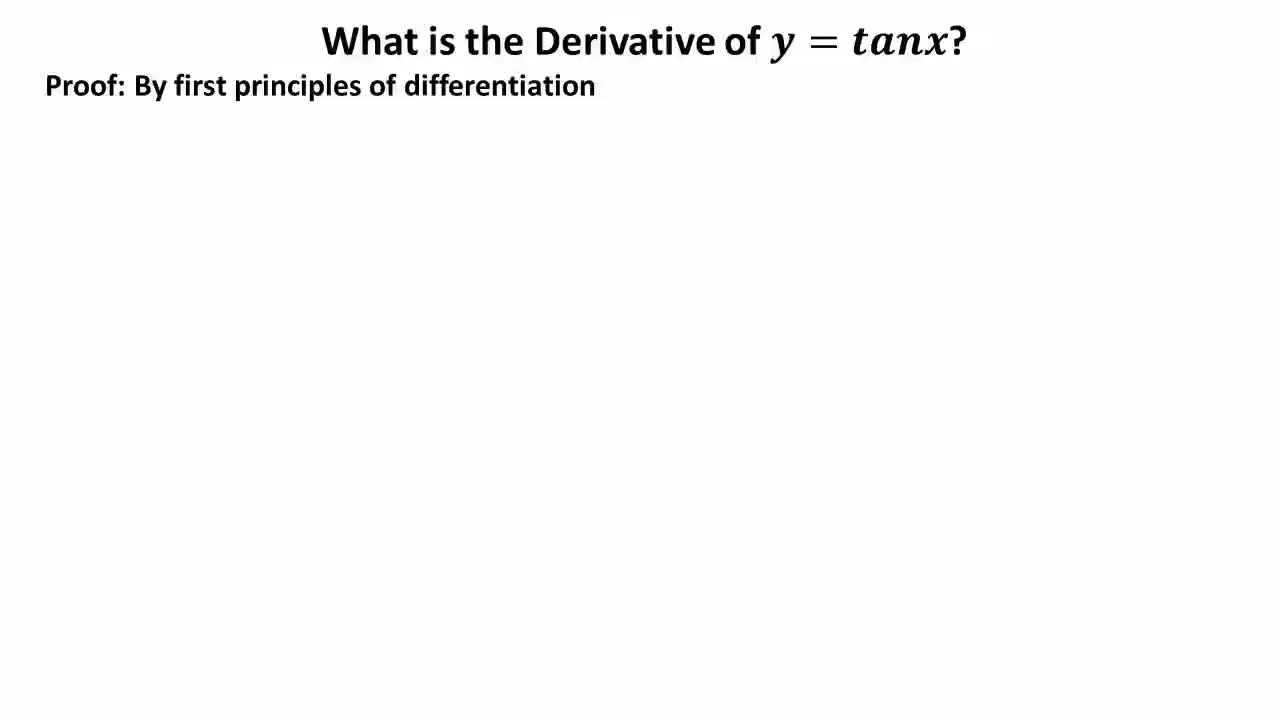 What is the Derivative of y = tanx?
Proof: By first principles of differentiation